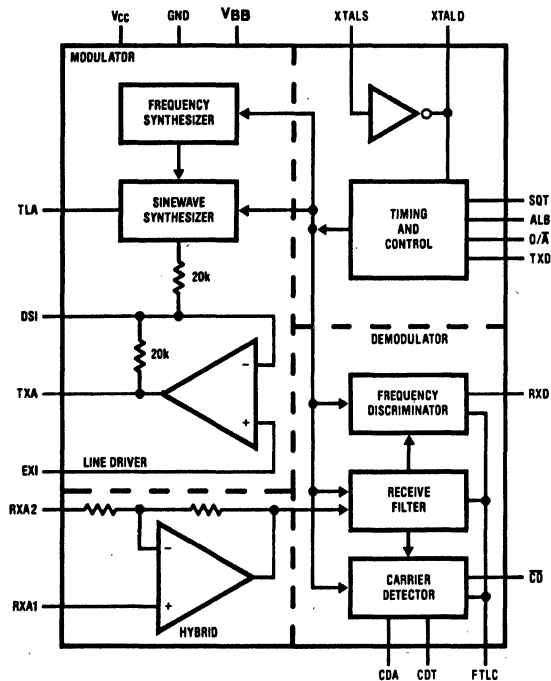 VCC GND VBB XTALS XTALD
MODULATOR
FREQUENCY
SYNTHESIZER
TLA
SINEWAVE
SYNTHESIZER
TIMING
AND
CONTROL
SQT
ALB
O/A̅
TXD
20k
DSI
DEMODULATOR
20k
−
TXA
FREQUENCY
DISCRIMINATOR
RXD
+
LINE DRIVER
EXI
RXA2
RECEIVE
FILTER
−
CARRIER
DETECTOR
C̅D̅
RXA1
+
HYBRID
CDA CDT FTLC